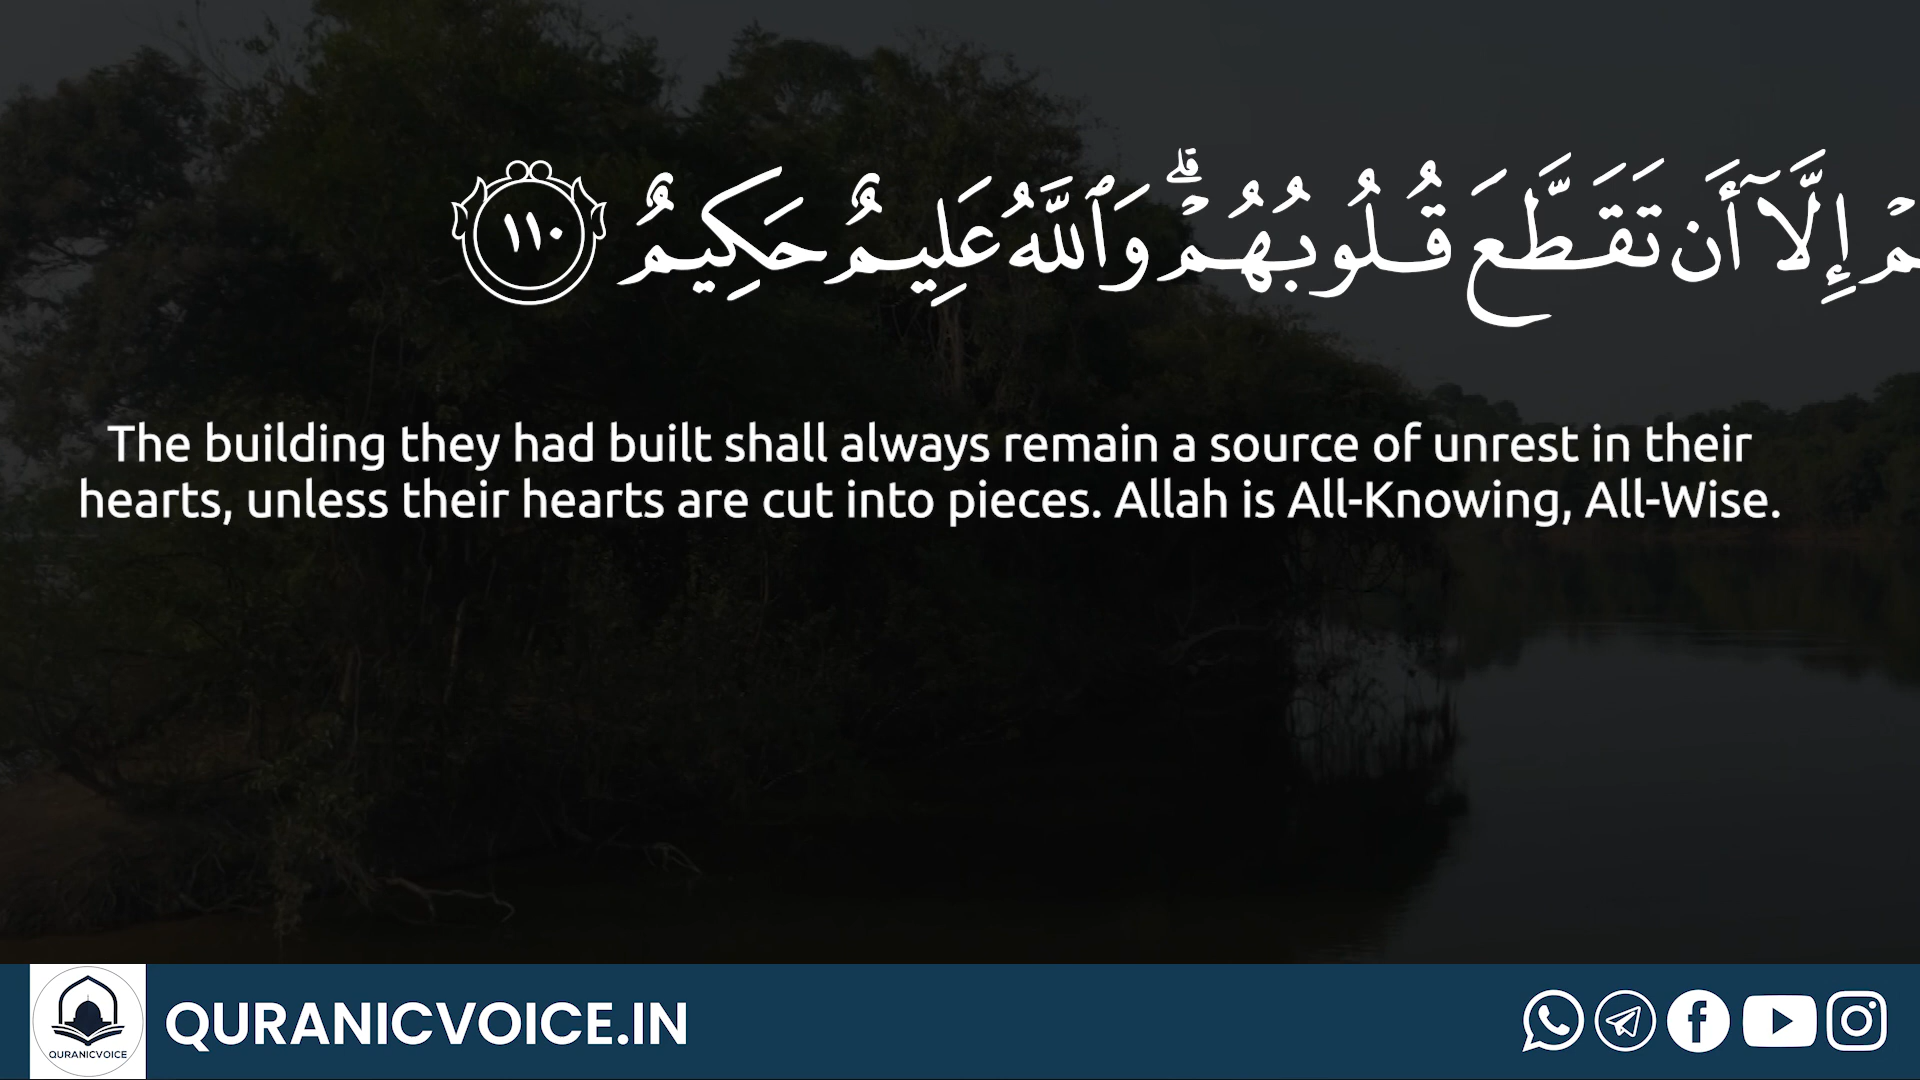 إِلَّآ أَن تَقَطَّعَ قُلُوبُهُمْ ۗ وَٱللَّهُ عَلِيمٌ حَكِيمٌ ١١٠
The building they had built shall always remain a source of unrest in their
hearts, unless their hearts are cut into pieces. Allah is All-Knowing, All-Wise.
QURANICVOICE
QURANICVOICE.IN